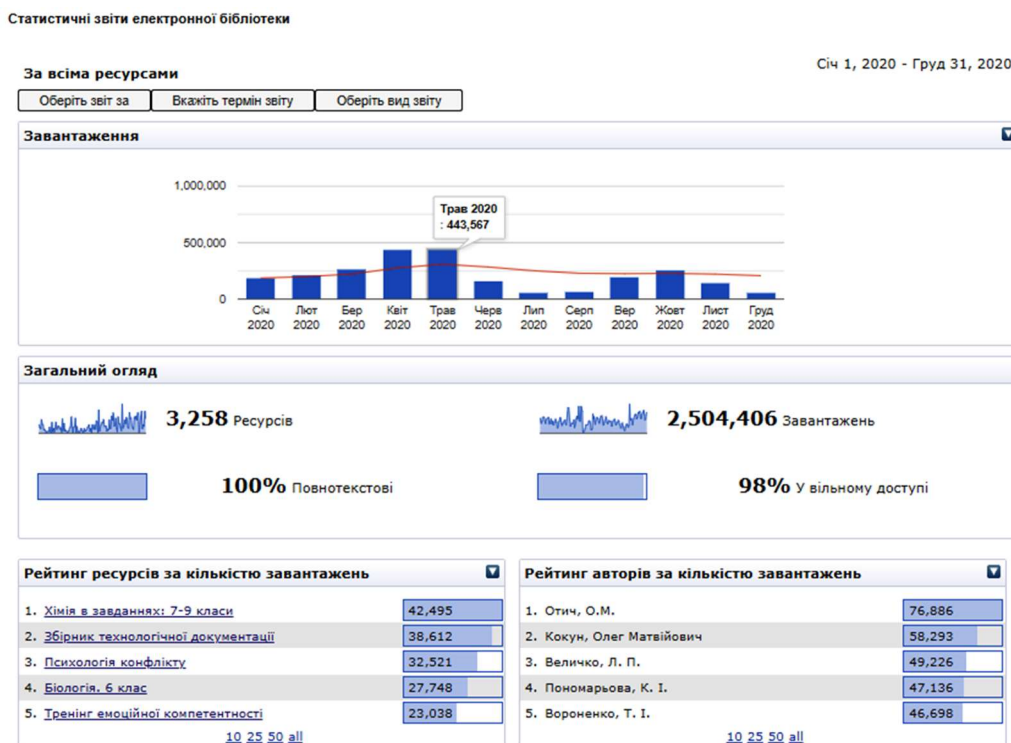 Статистичні звіти електронної бібліотеки
Січ 1, 2020 - Груд 31, 2020
За всіма ресурсами
Оберіть звіт за Вкажіть термін звіту Оберіть вид звіту
Завантаження
1,000,000
Трав 2020
: 443,567
500,000
0
Січ Лют Бер Квіт Трав Черв Лип Серп Вер Жовт Лист Груд
2020 2020 2020 2020 2020 2020 2020 2020 2020 2020 2020 2020
Загальний огляд
3,258 Ресурсів 2,504,406 Завантажень
100% Повнотекстові 98% У вільному доступі
Рейтинг ресурсів за кількістю завантажень
1. Хімія в завданнях: 7-9 класи 42,495
2. Збірник технологічної документації 38,612
3. Психологія конфлікту 32,521
4. Біологія. 6 клас 27,748
5. Тренінг емоційної компетентності 23,038
10 25 50 all
Рейтинг авторів за кількістю завантажень
1. Отич, О.М. 76,886
2. Кокун, Олег Матвійович 58,293
3. Величко, Л. П. 49,226
4. Пономарьова, К. І. 47,136
5. Вороненко, Т. І. 46,698
10 25 50 all